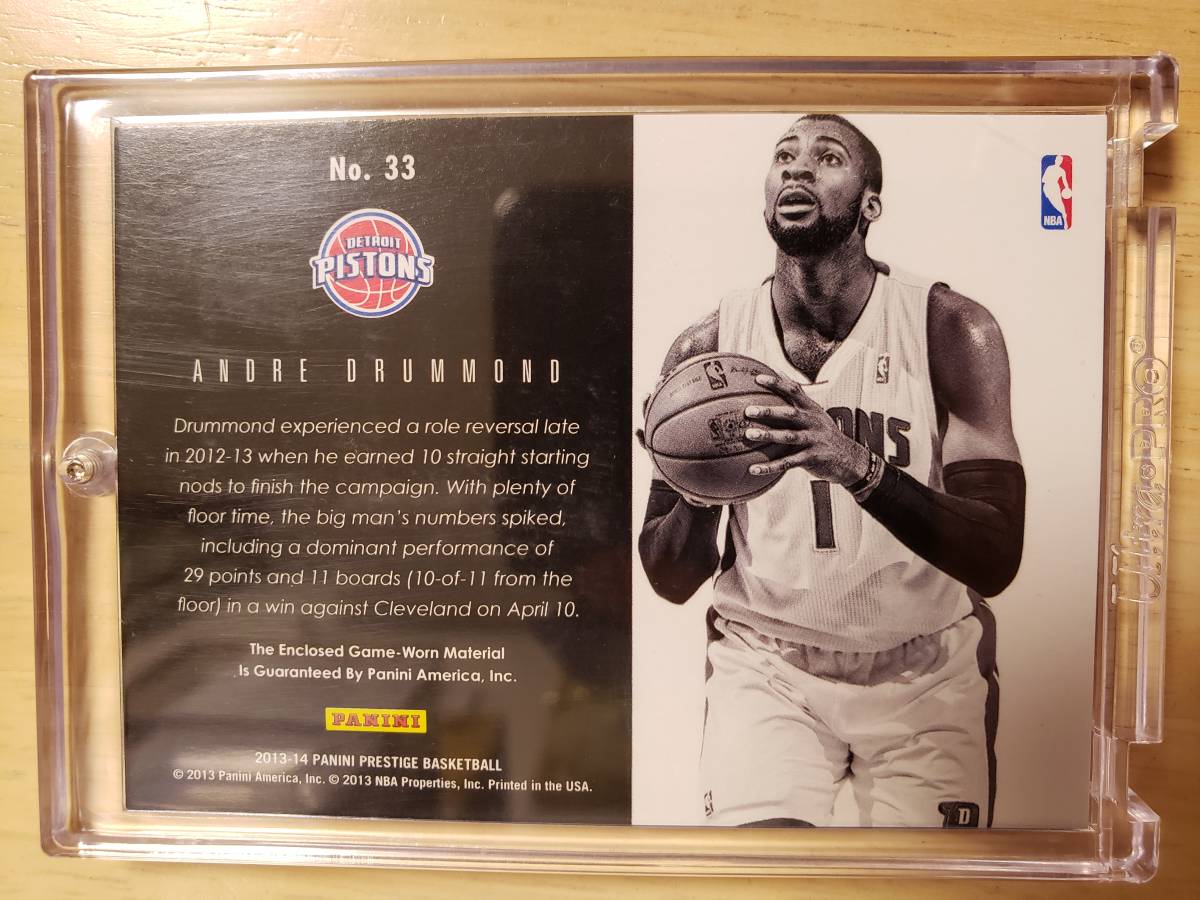 No. 33
DETROIT
PISTONS
ANDRE DRUMMOND
Drummond experienced a role reversal late
in 2012-13 when he earned 10 straight starting
nods to finish the campaign. With plenty of
floor time, the big man's numbers spiked,
including a dominant performance of
29 points and 11 boards (10-of-11 from the
floor) in a win against Cleveland on April 10.
The Enclosed Game-Worn Material
Is Guaranteed By Panini America, Inc.
PANINI
2013-14 PANINI PRESTIGE BASKETBALL
© 2013 Panini America, Inc. © 2013 NBA Properties, Inc. Printed in the USA.
NBA
NBA
ONS
1
D
Ultra•PRO®